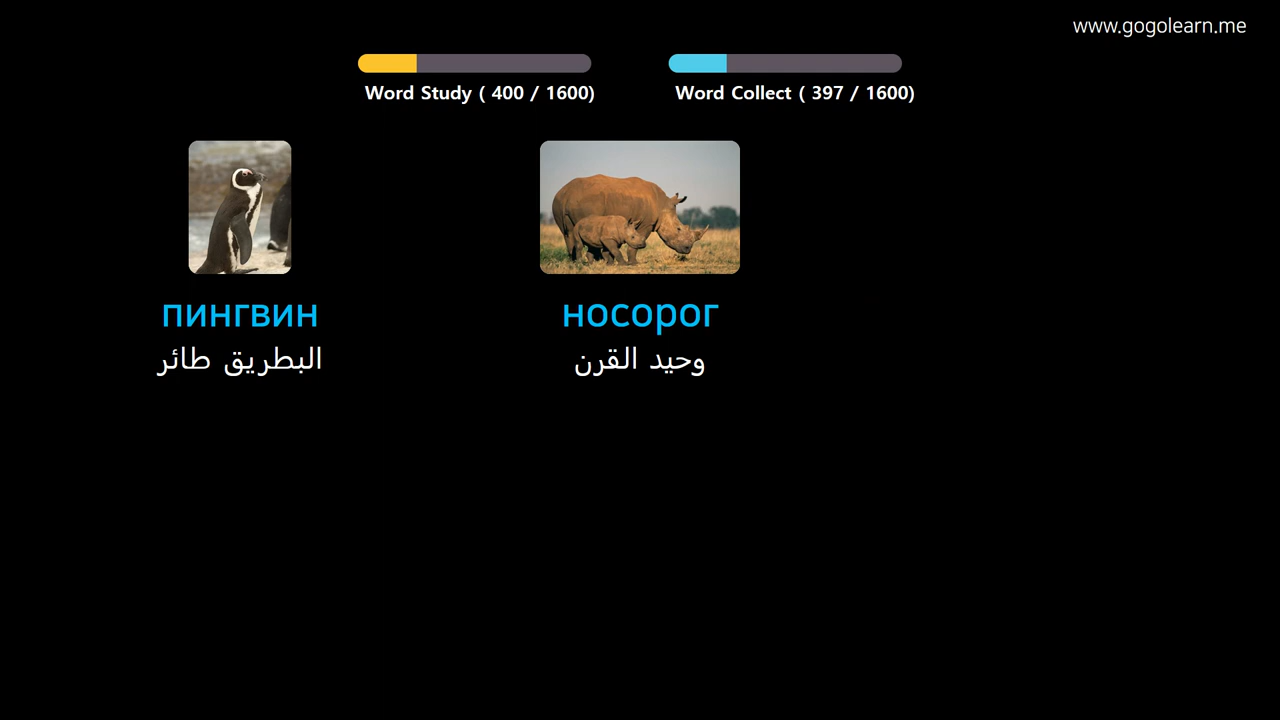 www.gogolearn.me
Word Study ( 400 / 1600)
Word Collect ( 397 / 1600)
пингвин
البطريق طائر
носорог
وحيد القرن